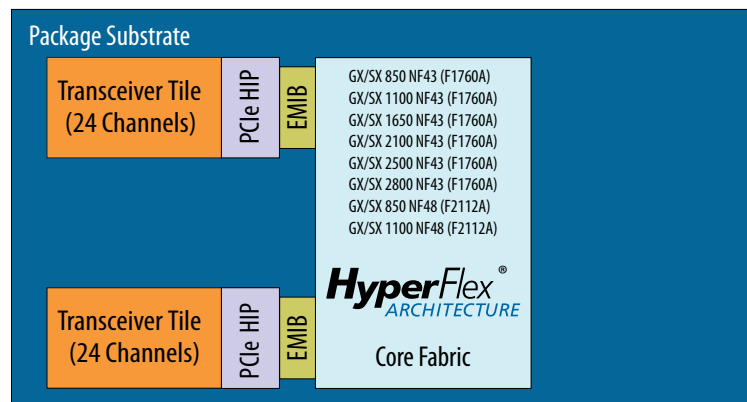 Package Substrate
Transceiver Tile
(24 Channels)
PCIe HIP
EMIB
GX/SX 850 NF43 (F1760A)
GX/SX 1100 NF43 (F1760A)
GX/SX 1650 NF43 (F1760A)
GX/SX 2100 NF43 (F1760A)
GX/SX 2500 NF43 (F1760A)
GX/SX 2800 NF43 (F1760A)
GX/SX 850 NF48 (F2112A)
GX/SX 1100 NF48 (F2112A)
HyperFlex®
ARCHITECTURE
Core Fabric
Transceiver Tile
(24 Channels)
PCIe HIP
EMIB